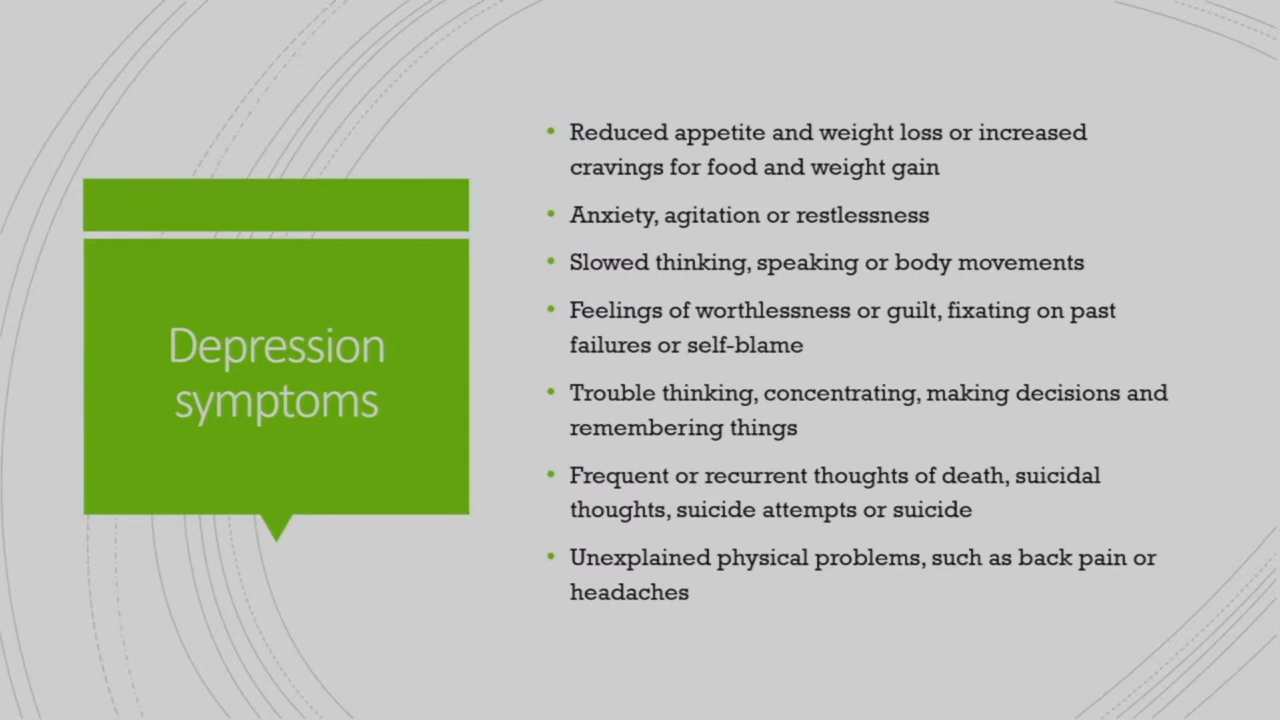 Depression
symptoms
• Reduced appetite and weight loss or increased
cravings for food and weight gain
• Anxiety, agitation or restlessness
• Slowed thinking, speaking or body movements
• Feelings of worthlessness or guilt, fixating on past
failures or self-blame
• Trouble thinking, concentrating, making decisions and
remembering things
• Frequent or recurrent thoughts of death, suicidal
thoughts, suicide attempts or suicide
• Unexplained physical problems, such as back pain or
headaches